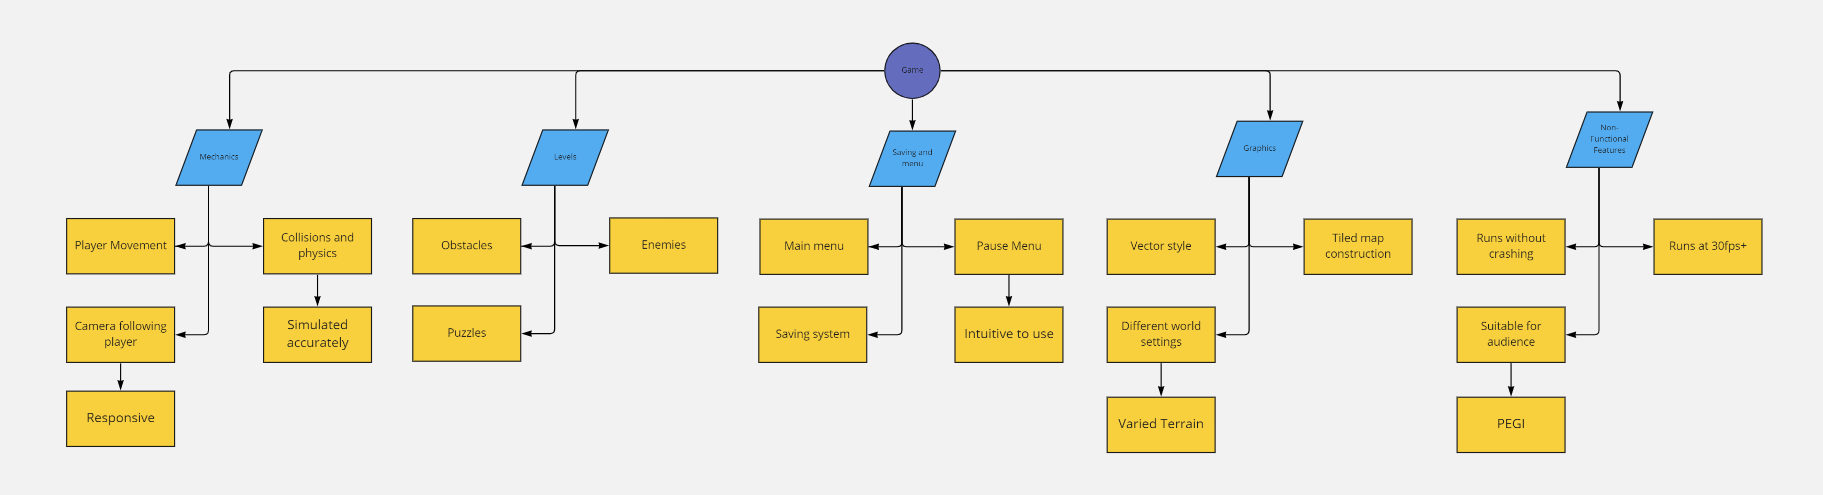 Game
Mechanics
Levels
Saving and
menu
Graphics
Non-
Functional
Features
Player Movement
Collisions and
physics
Obstacles
Enemies
Main menu
Pause Menu
Vector style
Tiled map
construction
Runs without
crashing
Runs at 30fps+
Camera following
player
Simulated
accurately
Puzzles
Saving system
Intuitive to use
Different world
settings
Suitable for
audience
Responsive
Varied Terrain
PEGI